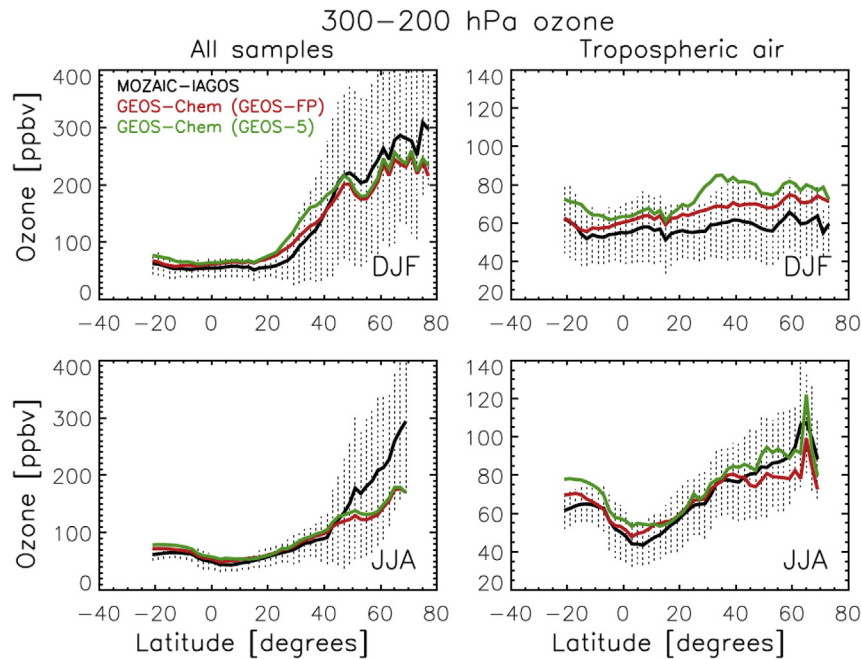 300−200 hPa ozone
All samples
Tropospheric air
400
300
200
100
0
Ozone [ppbv]
MOZAIC−IAGOS
GEOS−Chem (GEOS−FP)
GEOS−Chem (GEOS−5)
DJF
−40 −20 0 20 40 60 80
140
120
100
80
60
40
20
DJF
−40 −20 0 20 40 60 80
400
300
200
100
0
Ozone [ppbv]
JJA
−40 −20 0 20 40 60 80
Latitude [degrees]
140
120
100
80
60
40
20
JJA
−40 −20 0 20 40 60 80
Latitude [degrees]